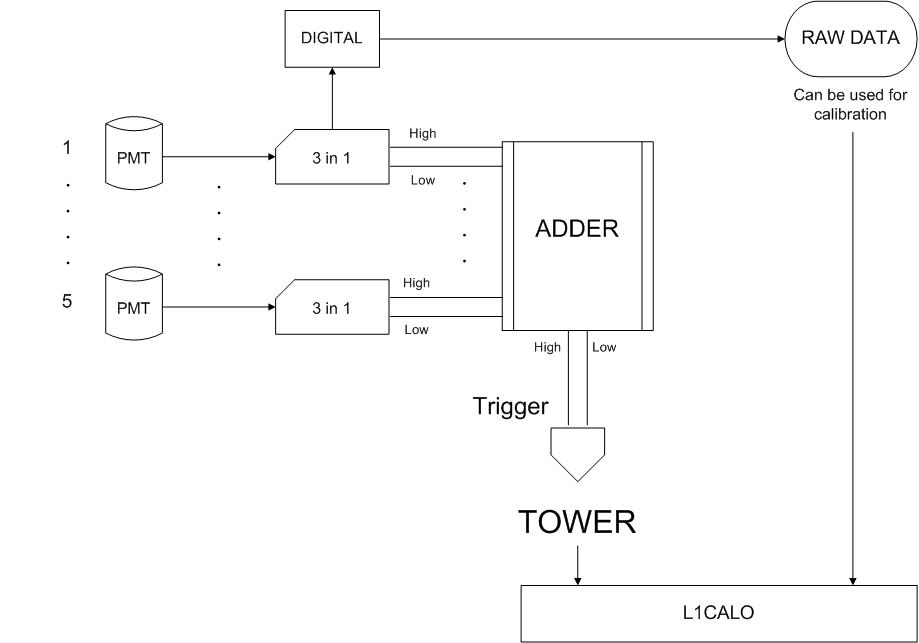 DIGITAL
RAW DATA
Can be used for
calibration
1
PMT
3 in 1
High
Low
ADDER
5
PMT
3 in 1
High
Low
High
Low
Trigger
TOWER
L1CALO